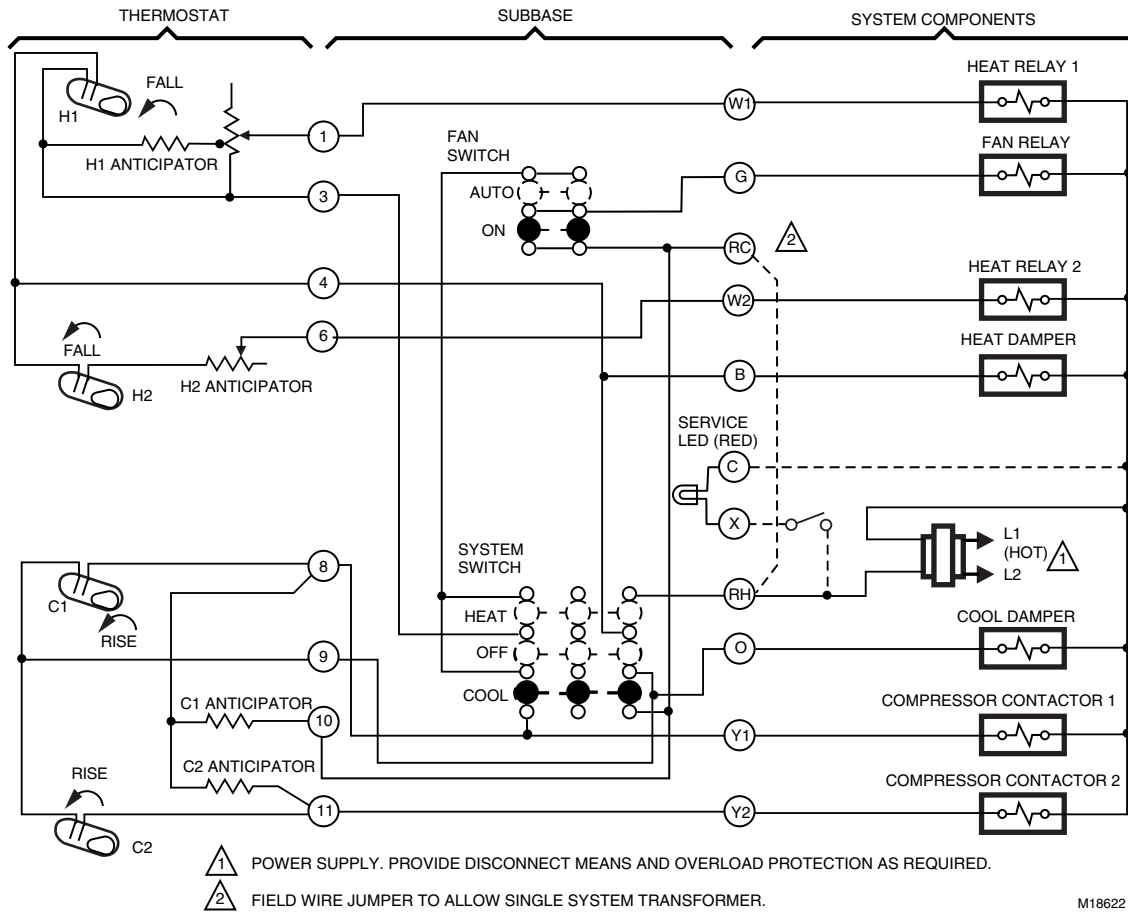 THERMOSTAT
SUBBASE
SYSTEM COMPONENTS
HEAT RELAY 1
FALL
H1
W1
FAN
SWITCH
1
H1 ANTICIPATOR
FAN RELAY
AUTO
G
3
ON
RC
2
HEAT RELAY 2
4
W2
FALL
6
HEAT DAMPER
H2 ANTICIPATOR
H2
B
SERVICE
LED (RED)
C
X
L1
(HOT)
1
L2
SYSTEM
SWITCH
8
C1
RH
HEAT
COOL DAMPER
RISE
OFF
O
9
COOL
C1 ANTICIPATOR
10
COMPRESSOR CONTACTOR 1
Y1
C2 ANTICIPATOR
RISE
COMPRESSOR CONTACTOR 2
11
Y2
C2
1 POWER SUPPLY. PROVIDE DISCONNECT MEANS AND OVERLOAD PROTECTION AS REQUIRED.
2 FIELD WIRE JUMPER TO ALLOW SINGLE SYSTEM TRANSFORMER.
M18622